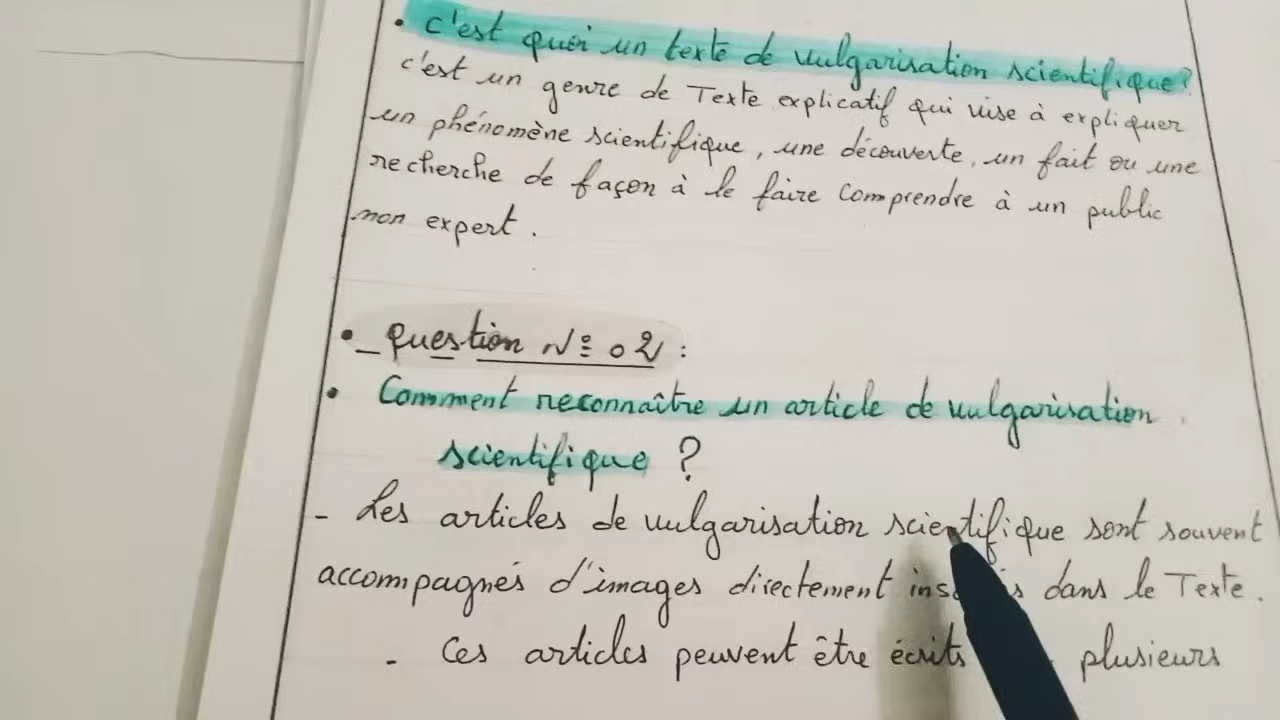 • C'est quoi un texte de vulgarisation scientifique?
c'est un genre de Texte explicatif qui vise à expliquer
un phénomène scientifique, une découverte, un fait ou une
recherche de façon à le faire comprendre à un public
non expert.
• - Question N° 02 :
• Comment reconnaître un article de vulgarisation
scientifique ?
- Les articles de vulgarisation scientifique sont souvent
accompagnés d'images directement dans le Texte.
- Ces articles peuvent être écrits plusieurs